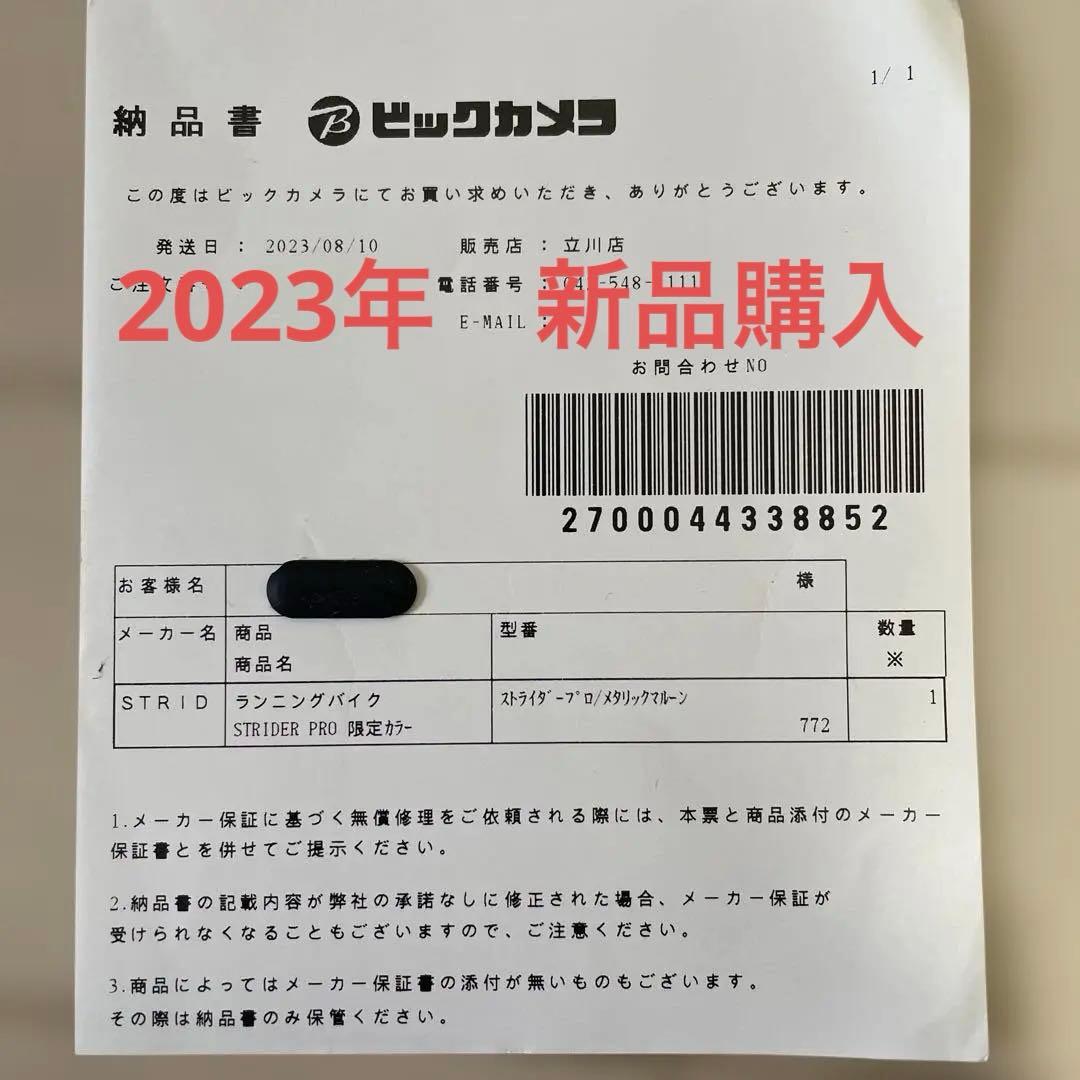 1/ 1
納品書 B ビックカメラ
この度はビックカメラにてお買い求めいただき、ありがとうございます。
発送日 : 2023/08/10 販売店 : 立川店
電話番号 :
2023年 新品購入
E-MAIL :
お問合わせNO
2700044338852
お客様名 様
メーカー名 商品 型番 数量
商品名 ※
STRID ランニングバイク ストライダープロ/メタリックマルーン 1
STRIDER PRO 限定カラー 772
1.メーカー保証に基づく無償修理をご依頼される際には、本票と商品添付のメーカー
保証書とを併せてご提示ください。
2.納品書の記載内容が弊社の承諾なしに修正された場合、メーカー保証が
受けられなくなることもございますので、ご注意ください。
3.商品によってはメーカー保証書の添付が無いものもございます。
その際は納品書のみ保管ください。